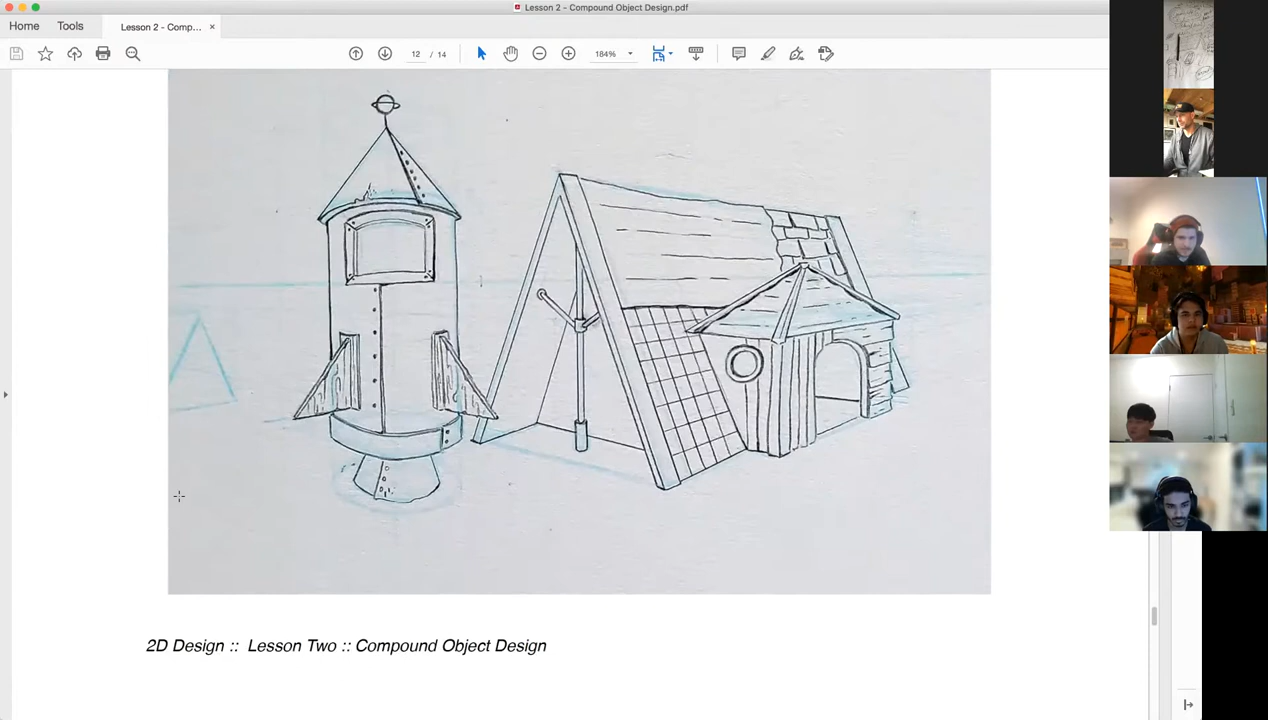 Lesson 2 - Compound Object Design.pdf
Home Tools Lesson 2 - Comp... ×
12 / 14 184%
2D Design :: Lesson Two :: Compound Object Design